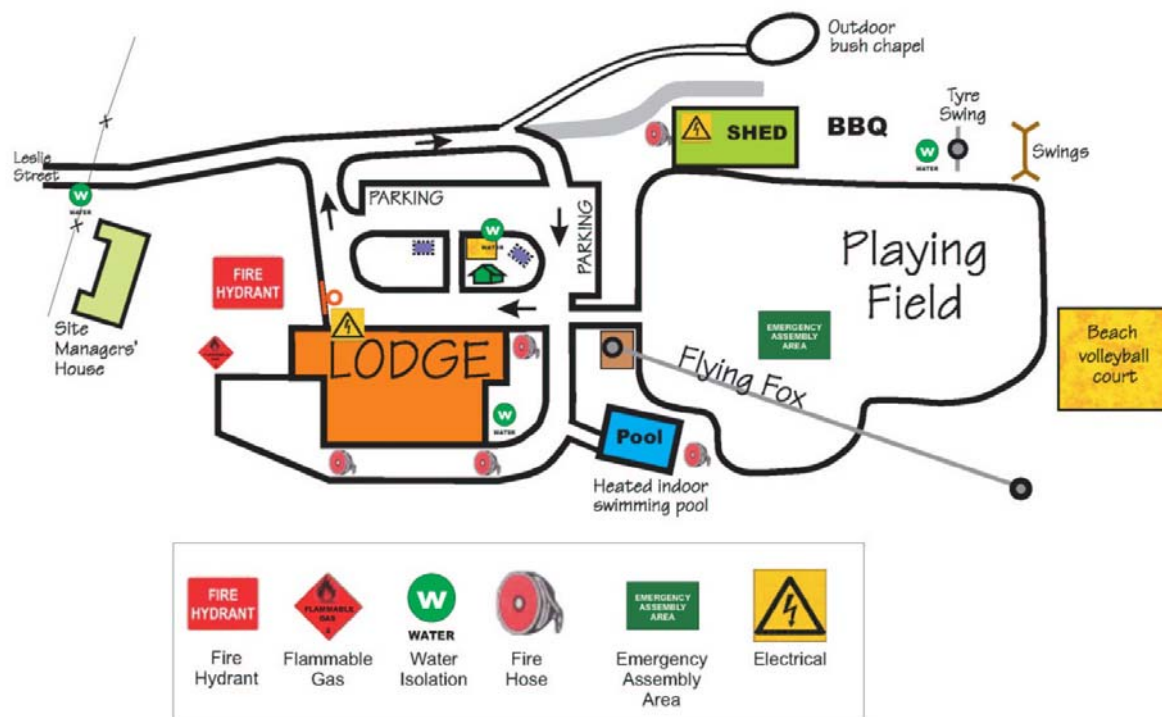 Outdoor
bush chapel
Tyre
Swing
SHED
BBQ
WATER
Swings
Leslie
Street
W
WATER
PARKING
W
WATER
PARKING
Playing
Field
FIRE
HYDRANT
Site
Managers'
House
FLAMMABLE
GAS
LODGE
EMERGENCY
ASSEMBLY
AREA
Flying Fox
Beach
volleyball
court
W
WATER
Pool
Heated indoor
swimming pool
W
FIRE
HYDRANT
FLAMMABLE
GAS
2
W
WATER
EMERGENCY
ASSEMBLY
AREA
Fire
Hydrant
Flammable
Gas
Water
Isolation
Fire
Hose
Emergency
Assembly
Area
Electrical